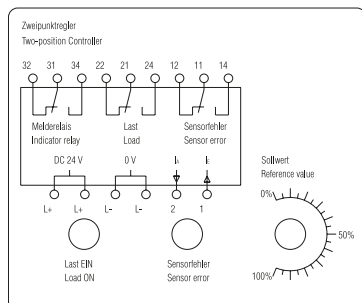 Zweipunktregler
Two-position Controller
32 31 34 22 21 24 12 11 14
Melderelais
Indicator relay
Last
Load
Sensorfehler
Sensor error
DC 24 V 0 V IA IE
L+ L+ L- L- 2 1
Sollwert
Reference value
0%
50%
100%
Last EIN
Load ON
Sensorfehler
Sensor error